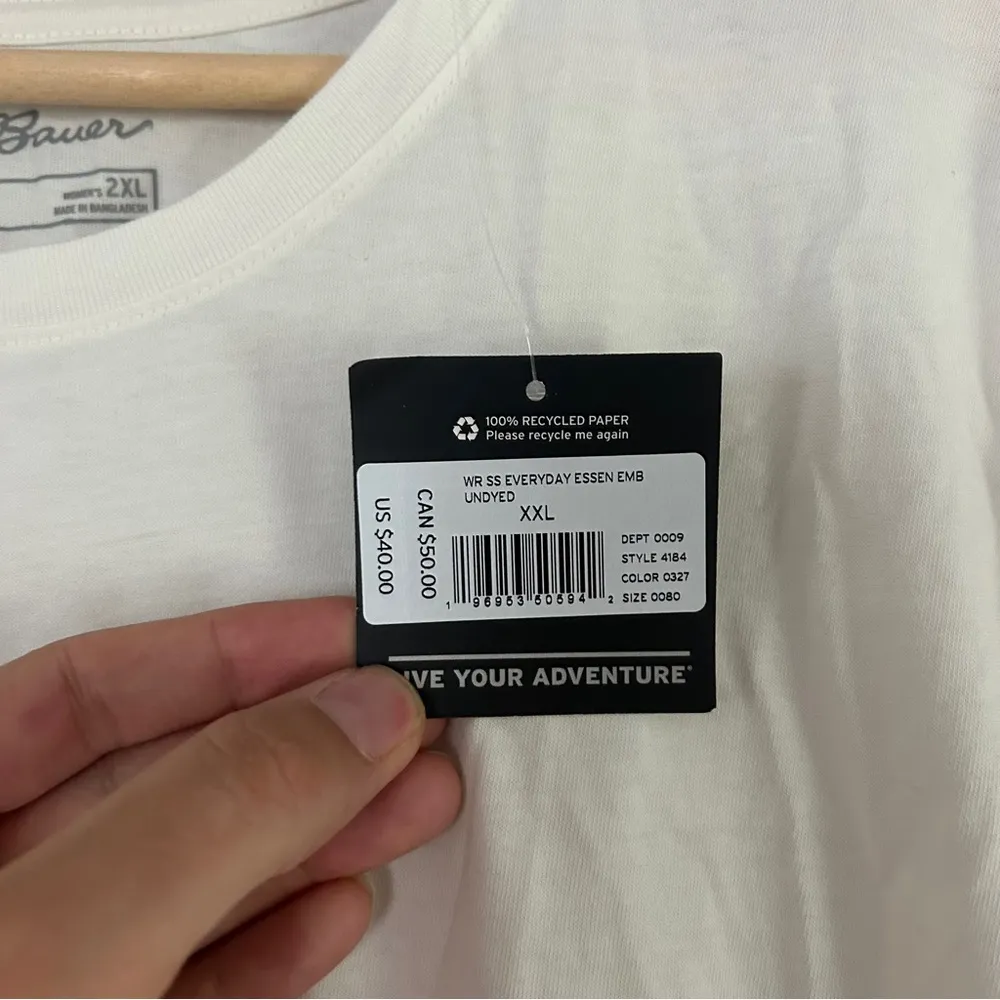 Bauer
WOMEN'S 2XL
MADE IN BANGLADESH
100% RECYCLED PAPER
Please recycle me again
WR SS EVERYDAY ESSEN EMB
UNDYED
XXL
US $40.00
CAN $50.00
DEPT 0009
STYLE 4184
COLOR 0327
SIZE 0080
1 96953 50594 2
IVE YOUR ADVENTURE